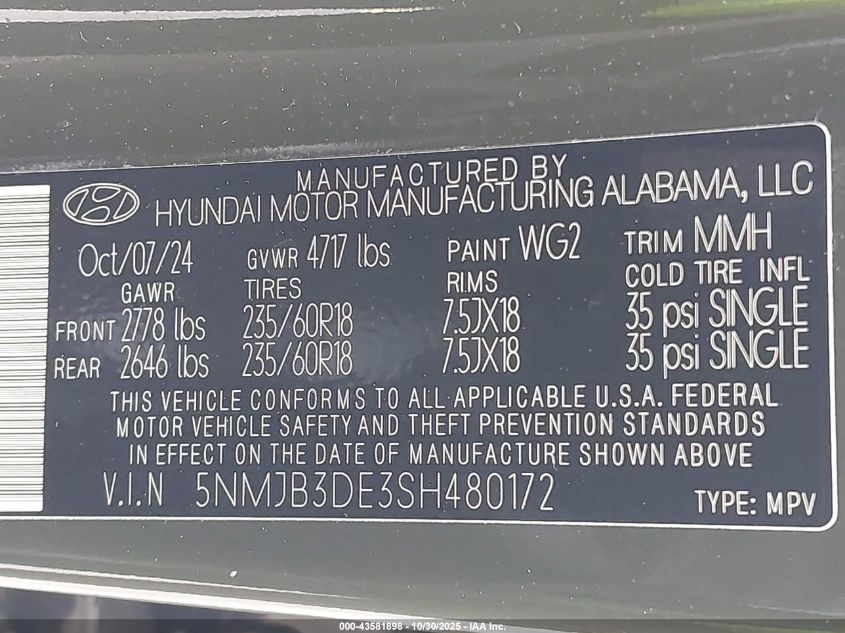 MANUFACTURED BY
HYUNDAI MOTOR MANUFACTURING ALABAMA, LLC
Oct/07/24 GVWR 4717 lbs PAINT WG2 TRIM MMH
GAWR TIRES RIMS COLD TIRE INFL
FRONT 2778 lbs 235/60R18 7.5JX18 35 psi SINGLE
REAR 2646 lbs 235/60R18 7.5JX18 35 psi SINGLE
THIS VEHICLE CONFORMS TO ALL APPLICABLE U.S.A. FEDERAL
MOTOR VEHICLE SAFETY AND THEFT PREVENTION STANDARDS
IN EFFECT ON THE DATE OF MANUFACTURE SHOWN ABOVE
V.I.N 5NMJB3DE3SH480172 TYPE: MPV
000-43581898 - 10/30/2025 - IAA Inc.